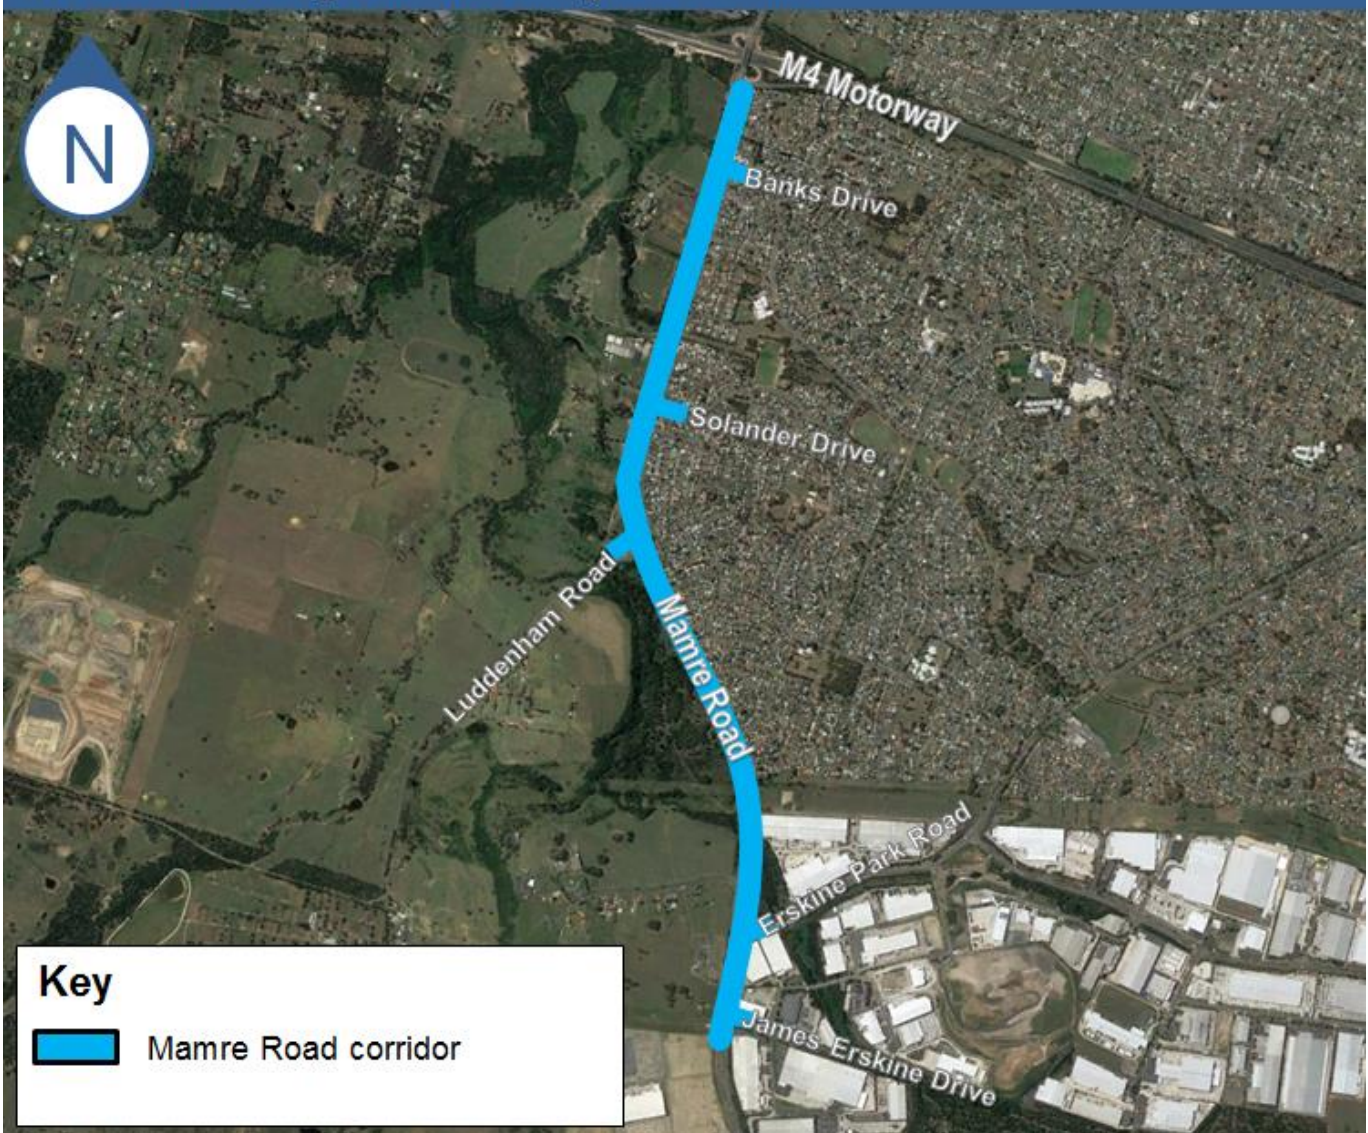 N
M4 Motorway
Banks Drive
Solander Drive
Luddenham Road
Mamre Road
Erskine Park Road
James Erskine Drive
Key
Mamre Road corridor